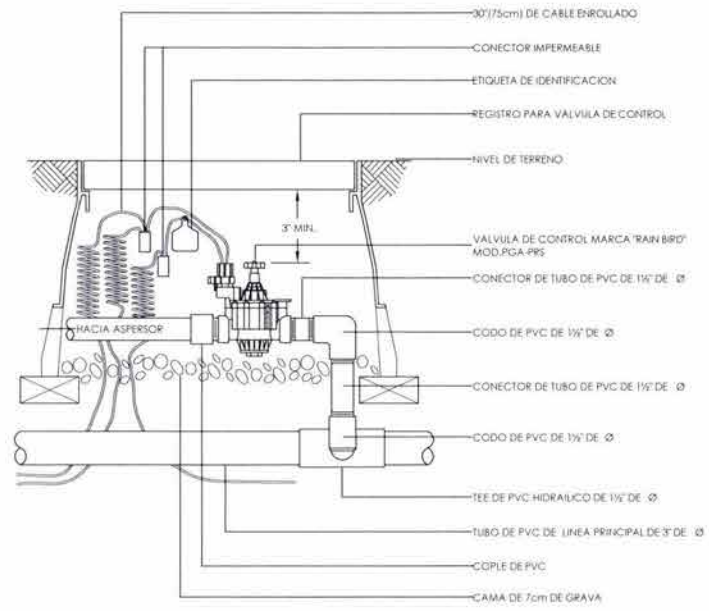 30"(75cm) DE CABLE ENROLLADO
CONECTOR IMPERMEABLE
ETIQUETA DE IDENTIFICACION
REGISTRO PARA VALVULA DE CONTROL
NIVEL DE TERRENO
3" MIN.
VALVULA DE CONTROL MARCA "RAIN BIRD"
MOD.PGA-PRS
CONECTOR DE TUBO DE PVC DE 1½" DE Ø
HACIA ASPERSOR
CODO DE PVC DE 1½" DE Ø
CONECTOR DE TUBO DE PVC DE 1½" DE Ø
CODO DE PVC DE 1½" DE Ø
TEE DE PVC HIDRAILICO DE 1½" DE Ø
TUBO DE PVC DE LINEA PRINCIPAL DE 3" DE Ø
COPLE DE PVC
CAMA DE 7cm DE GRAVA